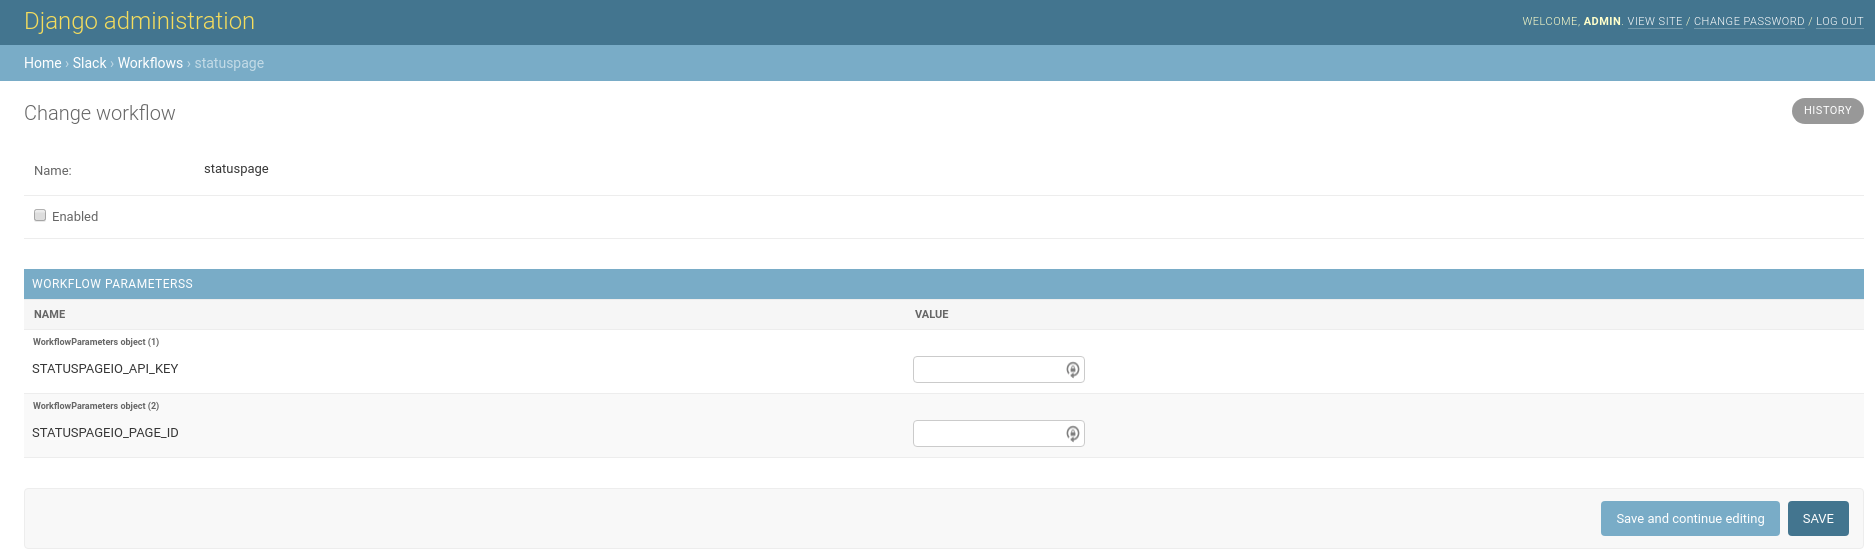 Django administration
WELCOME, ADMIN. VIEW SITE / CHANGE PASSWORD / LOG OUT
Home › Slack › Workflows › statuspage
Change workflow
HISTORY
Name: statuspage
Enabled
WORKFLOW PARAMETERSS
NAME VALUE
WorkflowParameters object (1)
STATUSPAGEIO_API_KEY
WorkflowParameters object (2)
STATUSPAGEIO_PAGE_ID
Save and continue editing SAVE